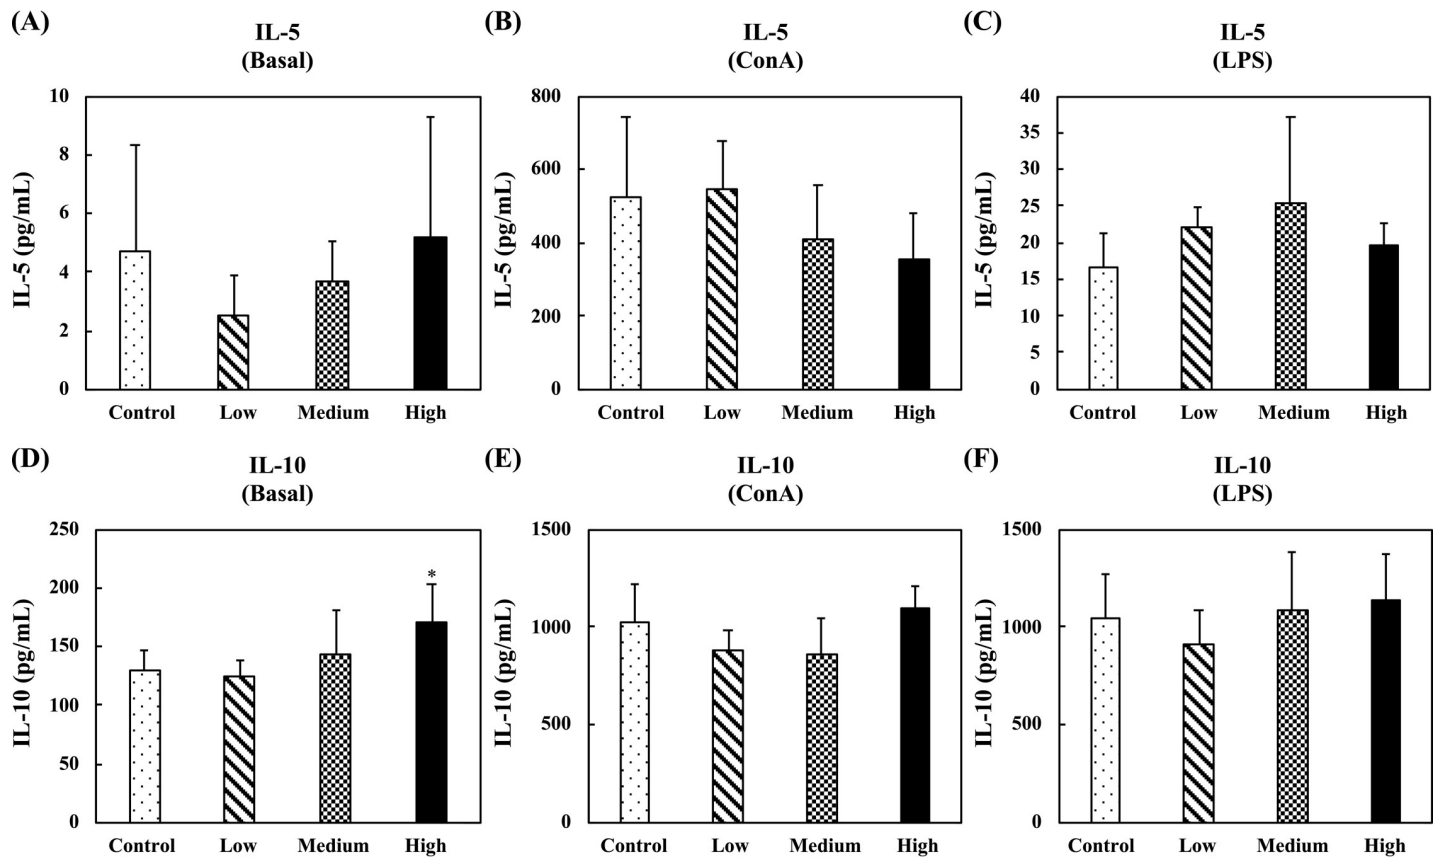 (A)
IL-5
(Basal)
IL-5 (pg/mL)
10
8
6
4
2
0
Control Low Medium High
(B)
IL-5
(ConA)
IL-5 (pg/mL)
800
600
400
200
0
Control Low Medium High
(C)
IL-5
(LPS)
IL-5 (pg/mL)
40
35
30
25
20
15
10
5
0
Control Low Medium High
(D)
IL-10
(Basal)
IL-10 (pg/mL)
250
200
150
100
50
0
*
Control Low Medium High
(E)
IL-10
(ConA)
IL-10 (pg/mL)
1500
1000
500
0
Control Low Medium High
(F)
IL-10
(LPS)
IL-10 (pg/mL)
1500
1000
500
0
Control Low Medium High